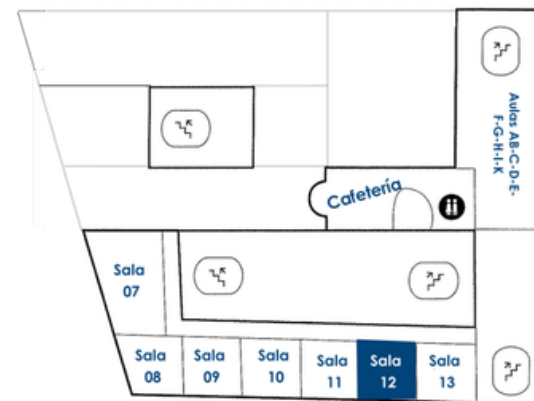 Aulas AB-C-D-E-
F-G-H-I-K
Cafetería
Sala
07
Sala
08
Sala
09
Sala
10
Sala
11
Sala
12
Sala
13